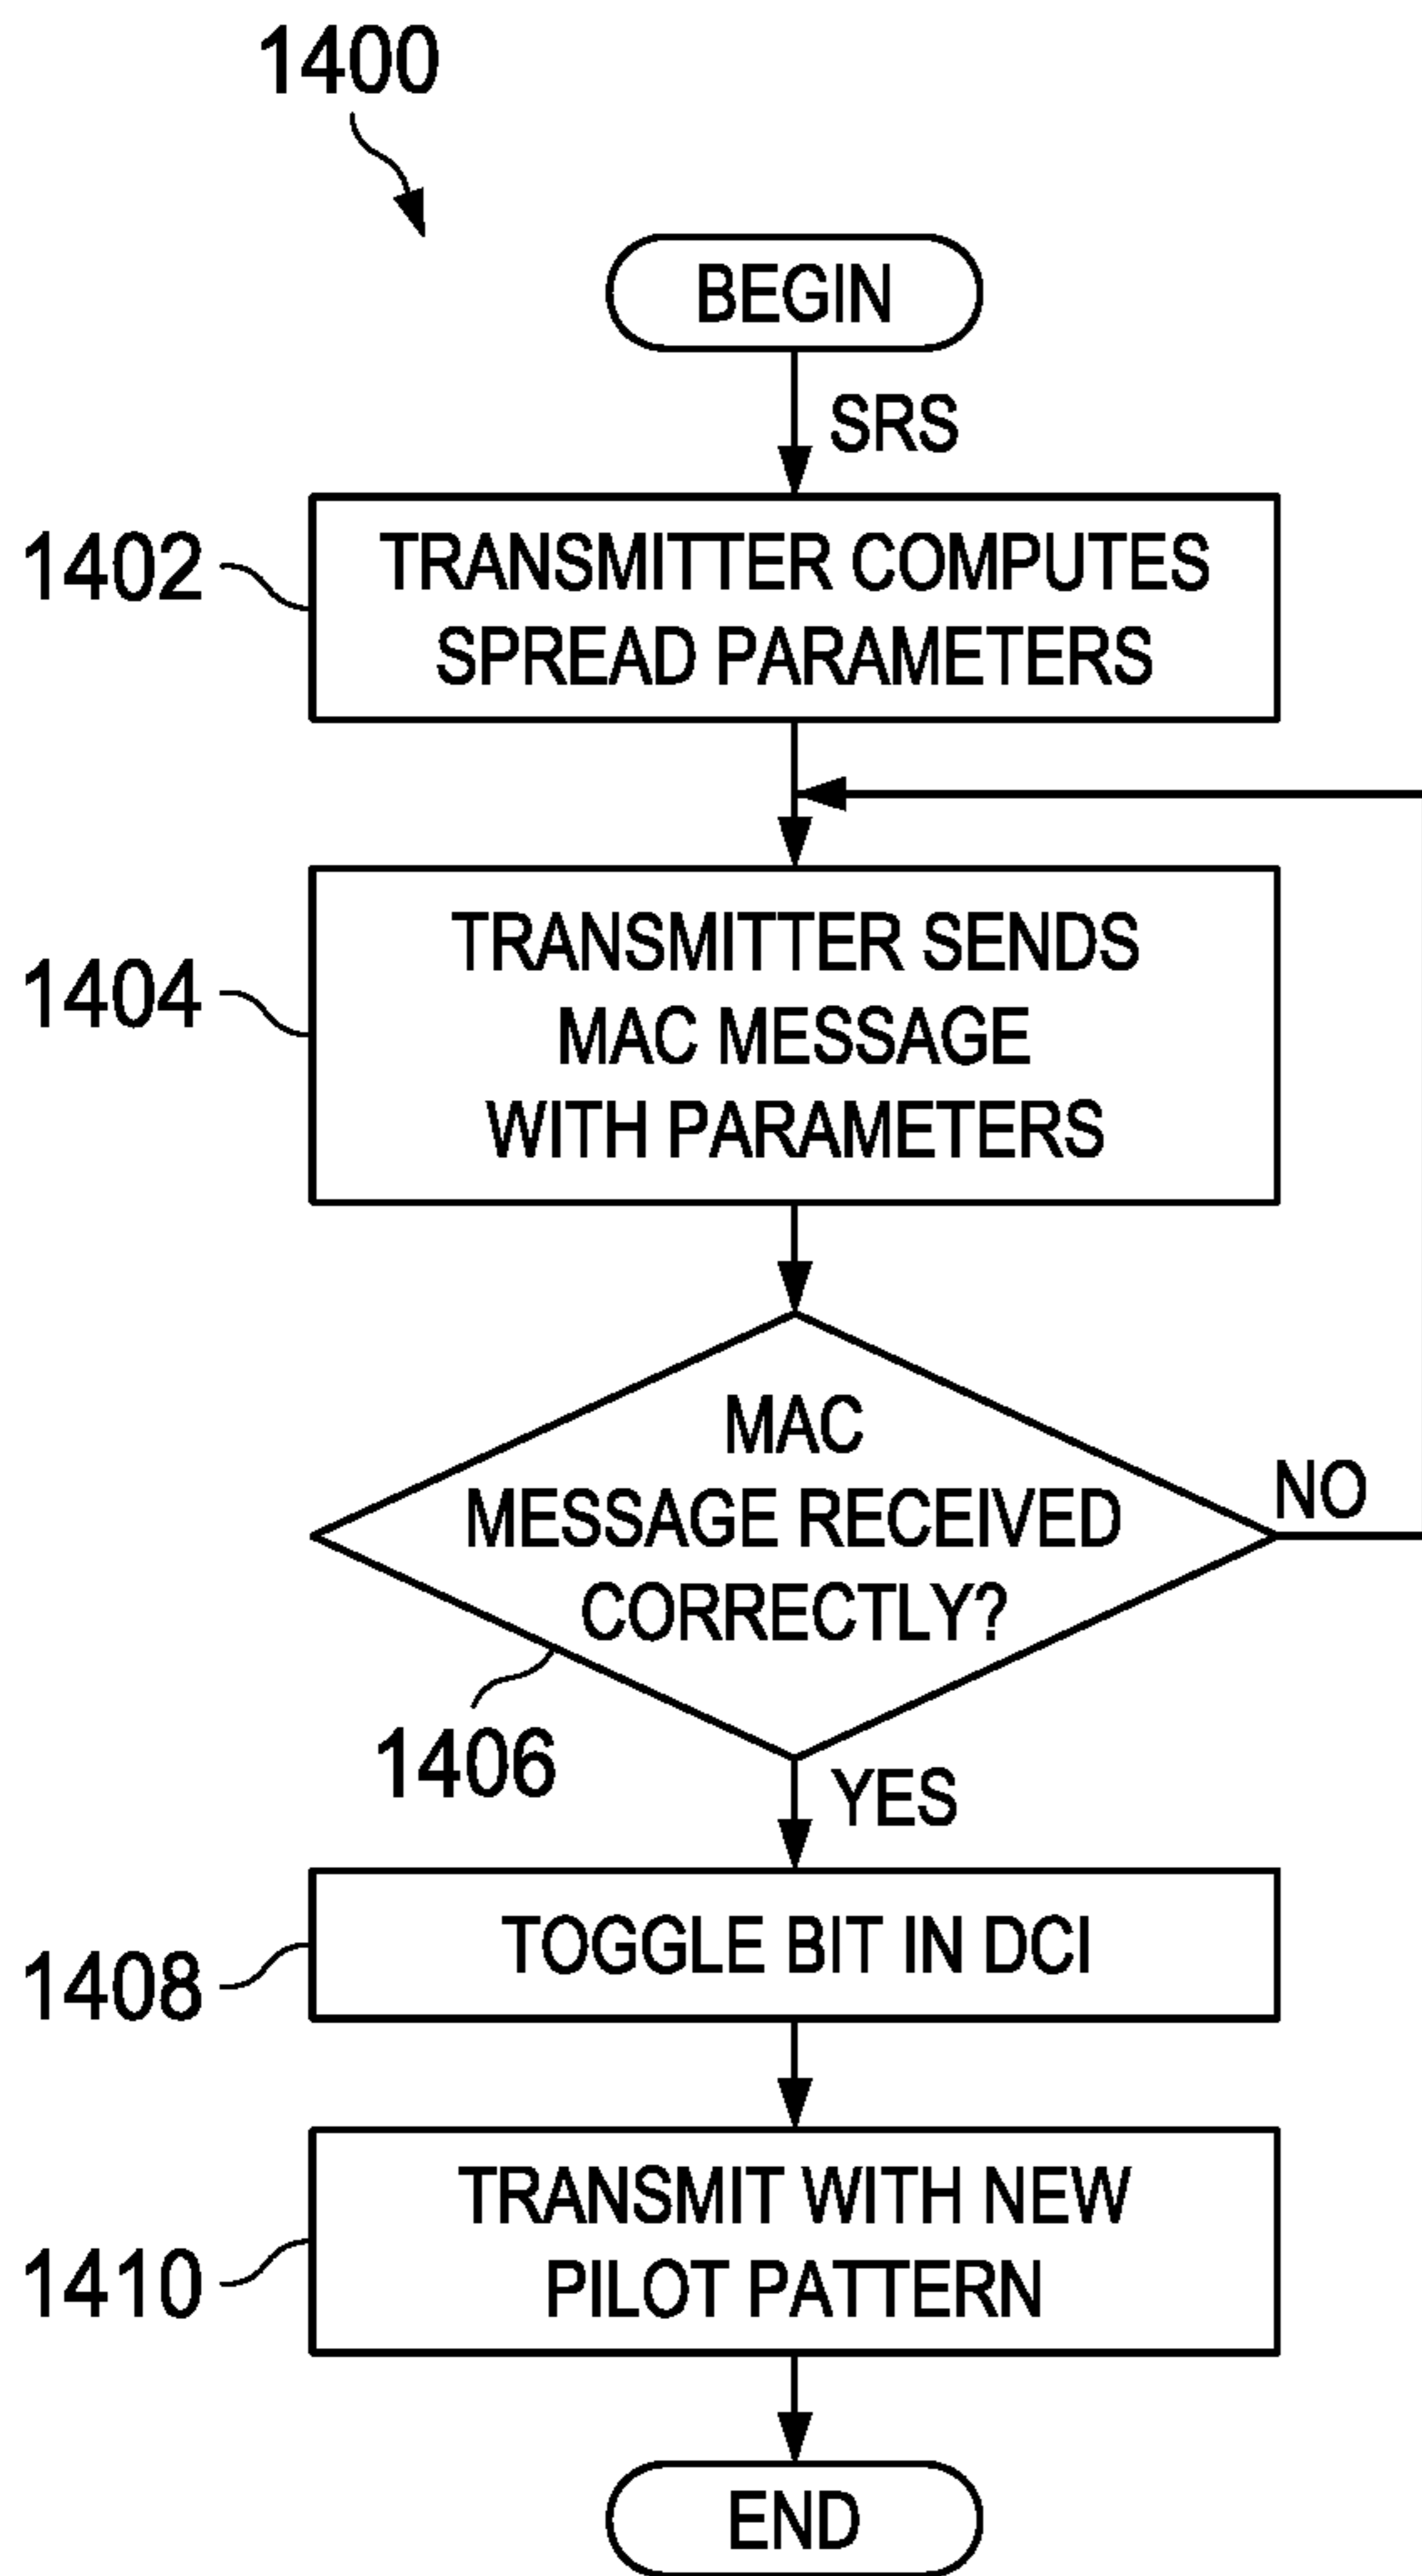 1400
BEGIN
SRS
1402
TRANSMITTER COMPUTES
SPREAD PARAMETERS
1404
TRANSMITTER SENDS
MAC MESSAGE
WITH PARAMETERS
MAC
MESSAGE RECEIVED
CORRECTLY?
NO
1406
YES
1408
TOGGLE BIT IN DCI
1410
TRANSMIT WITH NEW
PILOT PATTERN
END